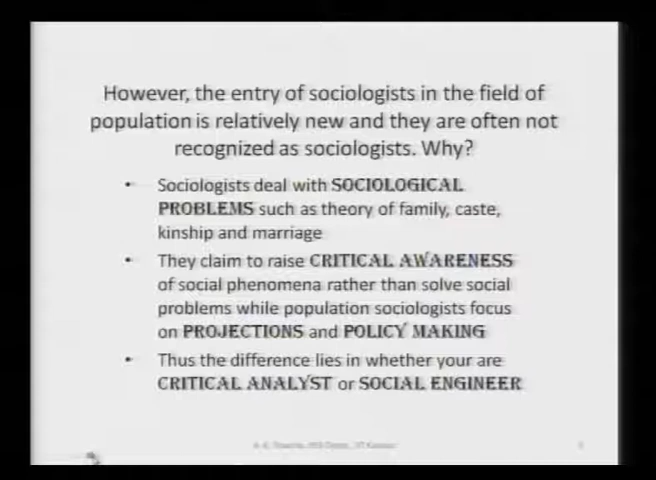 However, the entry of sociologists in the field of
population is relatively new and they are often not
recognized as sociologists. Why?
• Sociologists deal with SOCIOLOGICAL
PROBLEMS such as theory of family, caste,
kinship and marriage
• They claim to raise CRITICAL AWARENESS
of social phenomena rather than solve social
problems while population sociologists focus
on PROJECTIONS and POLICY MAKING
• Thus the difference lies in whether your are
CRITICAL ANALYST or SOCIAL ENGINEER